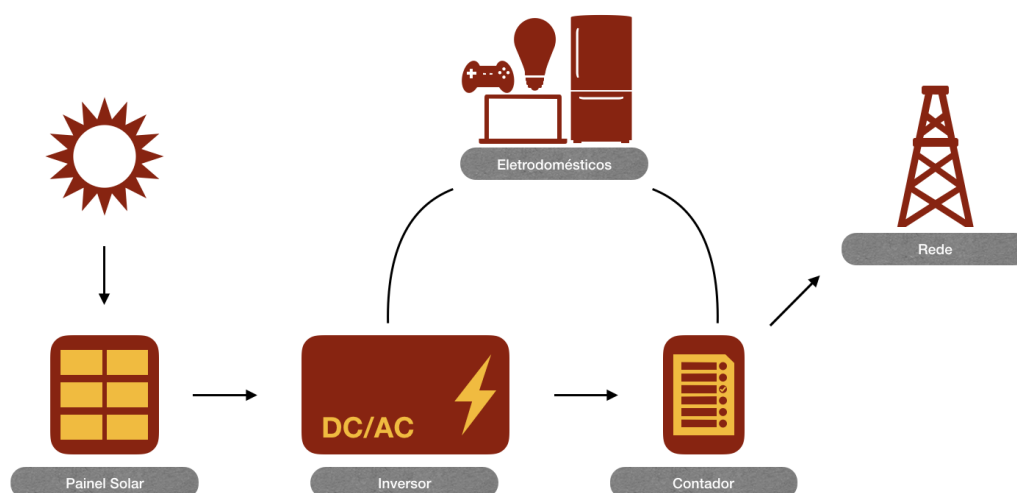 Eletrodomésticos
Rede
DC/AC
Painel Solar
Inversor
Contador